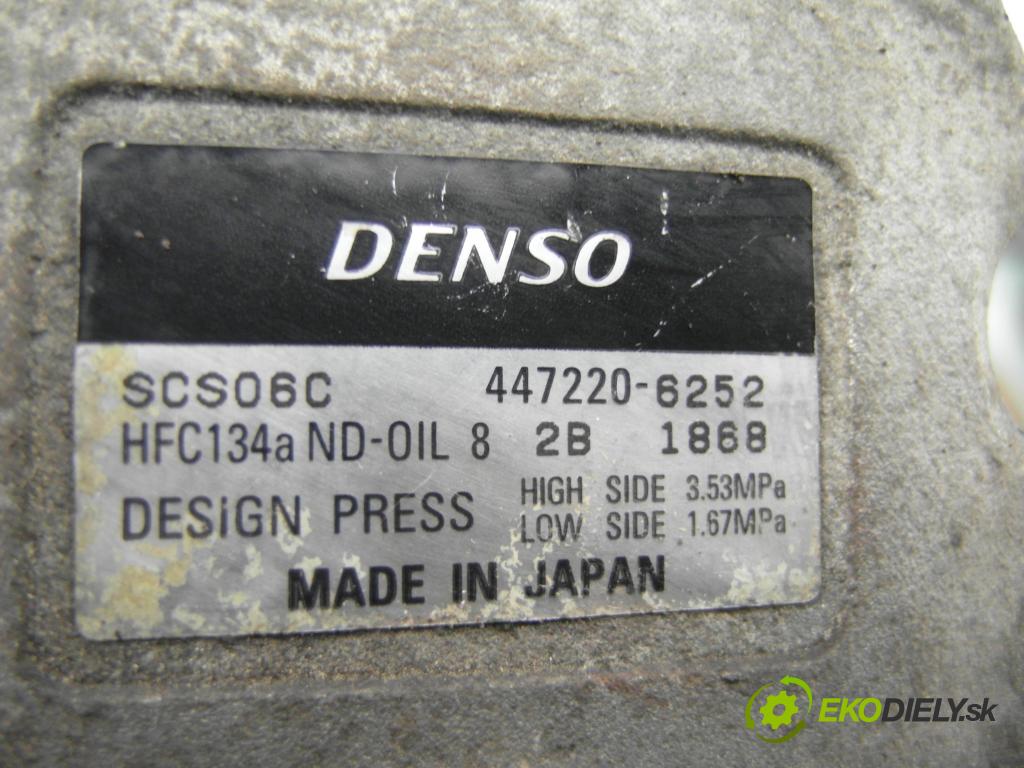 DENSO
SCS06C 447220-6252
HFC134a ND-OIL 8 2B 1868
DESiGN PRESS HIGH SIDE 3.53MPa
LOW SIDE 1.67MPa
MADE IN JAPAN
EKODIELY.sk